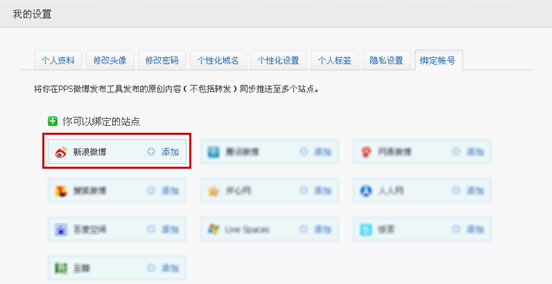 我的设置
个人资料 修改头像 修改密码 个性化域名 个性化设置 个人标签 隐私设置 绑定帐号
将你在PPS微博发布工具发布的原创内容（不包括转发）同步推送至多个站点。
你可以绑定的站点
新浪微博 添加 腾讯微博 添加 网易微博 添加
搜狐微博 添加 开心网 添加 人人网 添加
百度空间 添加 Live Spaces 添加 添加
豆瓣 添加